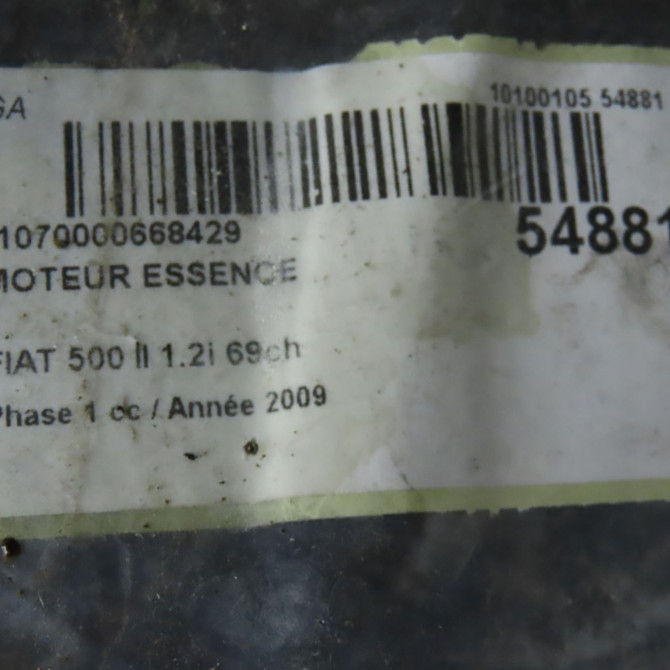 10100105 54881
1070000668429
54881
MOTEUR ESSENCE
FIAT 500 II 1.2i 69ch
Phase 1 cc / Année 2009